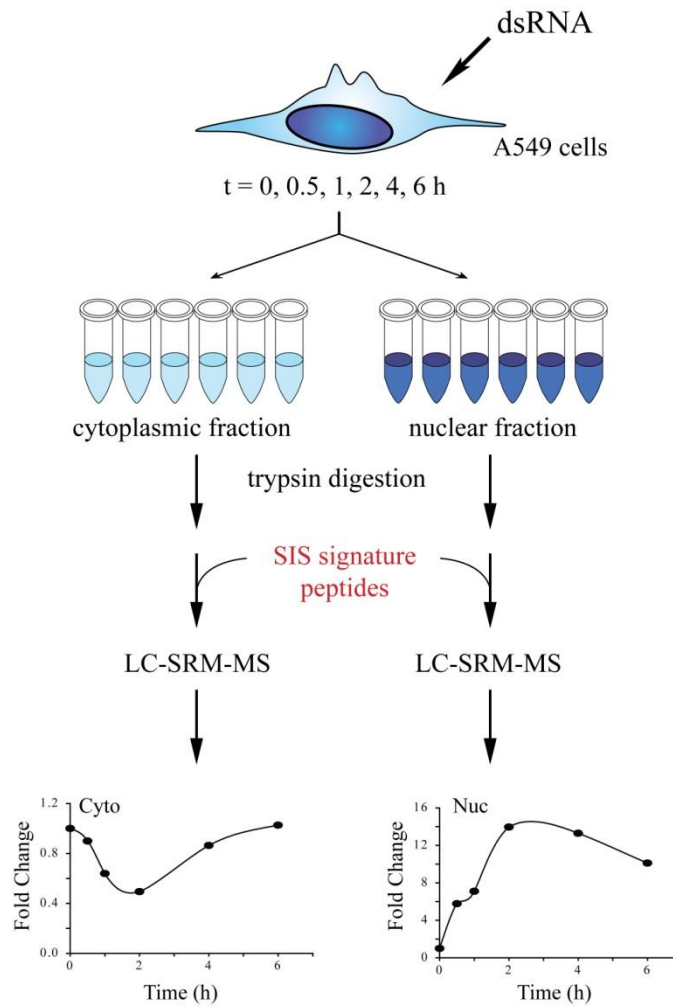 dsRNA
A549 cells
t = 0, 0.5, 1, 2, 4, 6 h
cytoplasmic fraction
nuclear fraction
trypsin digestion
SIS signature
peptides
LC-SRM-MS
LC-SRM-MS
Cyto
Fold Change
1.2
0.8
0.4
0.0
0
2
4
6
Time (h)
Nuc
Fold Change
16
12
8
4
0
0
2
4
6
Time (h)